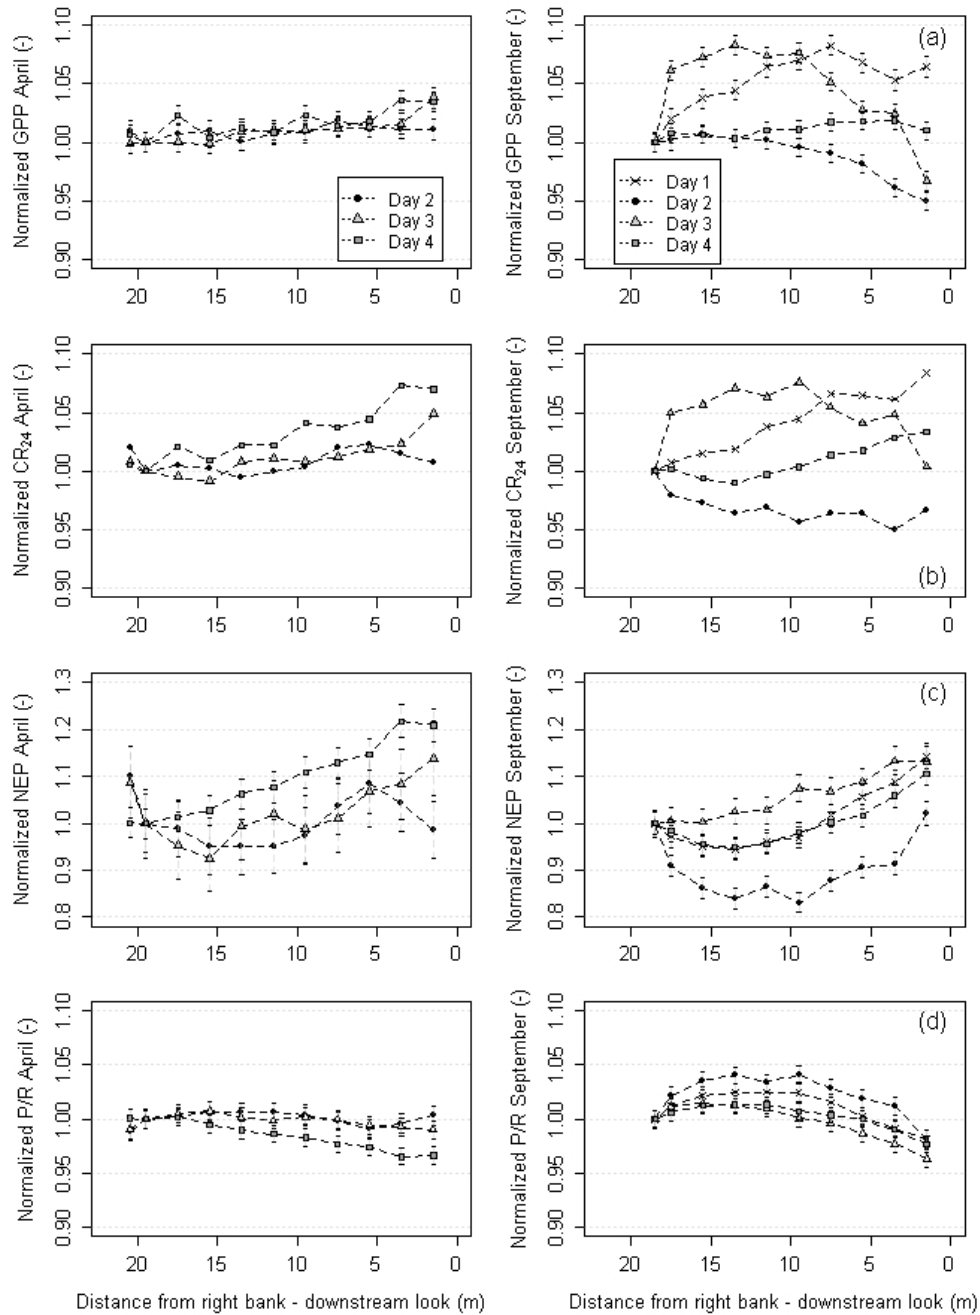 Normalized GPP April (-)
0.90 0.95 1.00 1.05 1.10
Day 2
Day 3
Day 4
20 15 10 5 0
Normalized GPP September (-)
0.90 0.95 1.00 1.05 1.10
(a)
Day 1
Day 2
Day 3
Day 4
20 15 10 5 0
Normalized CR24 April (-)
0.90 0.95 1.00 1.05 1.10
20 15 10 5 0
Normalized CR24 September (-)
0.90 0.95 1.00 1.05 1.10
(b)
20 15 10 5 0
Normalized NEP April (-)
0.8 0.9 1.0 1.1 1.2 1.3
20 15 10 5 0
Normalized NEP September (-)
0.8 0.9 1.0 1.1 1.2 1.3
(c)
20 15 10 5 0
Normalized P/R April (-)
0.90 0.95 1.00 1.05 1.10
20 15 10 5 0
Distance from right bank - downstream look (m)
Normalized P/R September (-)
0.90 0.95 1.00 1.05 1.10
(d)
20 15 10 5 0
Distance from right bank - downstream look (m)